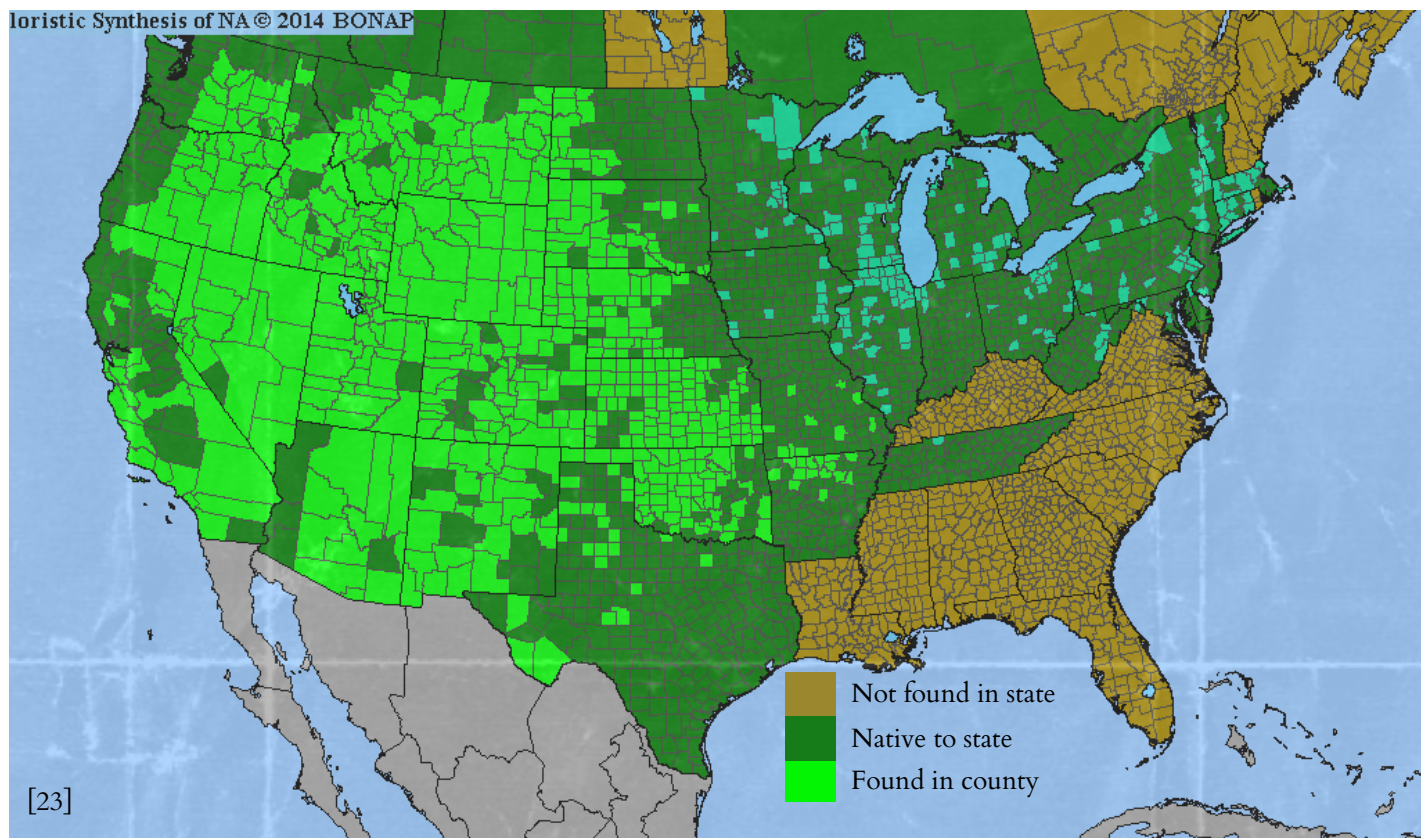 loristic Synthesis of NA © 2014 BONAP
Not found in state
Native to state
Found in county
[23]